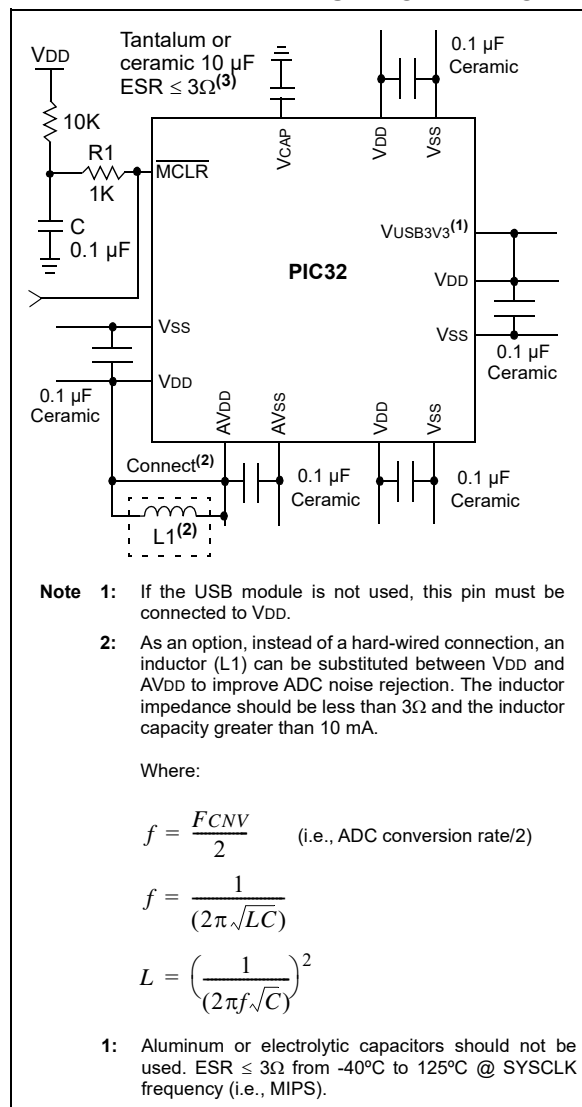 VDD
10K
R1
1K
C
0.1 µF
Tantalum or
ceramic 10 µF
ESR ≤ 3Ω(3)
0.1 µF
Ceramic
VCAP
VDD
VSS
MCLR
VUSB3V3(1)
PIC32
VDD
VSS
0.1 µF
Ceramic
VSS
VDD
0.1 µF
Ceramic
AVDD
AVSS
VDD
VSS
Connect(2)
L1(2)
0.1 µF
Ceramic
0.1 µF
Ceramic
Note 1: If the USB module is not used, this pin must be
connected to VDD.
2: As an option, instead of a hard-wired connection, an
inductor (L1) can be substituted between VDD and
AVDD to improve ADC noise rejection. The inductor
impedance should be less than 3Ω and the inductor
capacity greater than 10 mA.
Where:
f = FCNV / 2 (i.e., ADC conversion rate/2)
f = 1 / (2π√LC)
L = (1 / (2πf√C))²
1: Aluminum or electrolytic capacitors should not be
used. ESR ≤ 3Ω from -40ºC to 125ºC @ SYSCLK
frequency (i.e., MIPS).